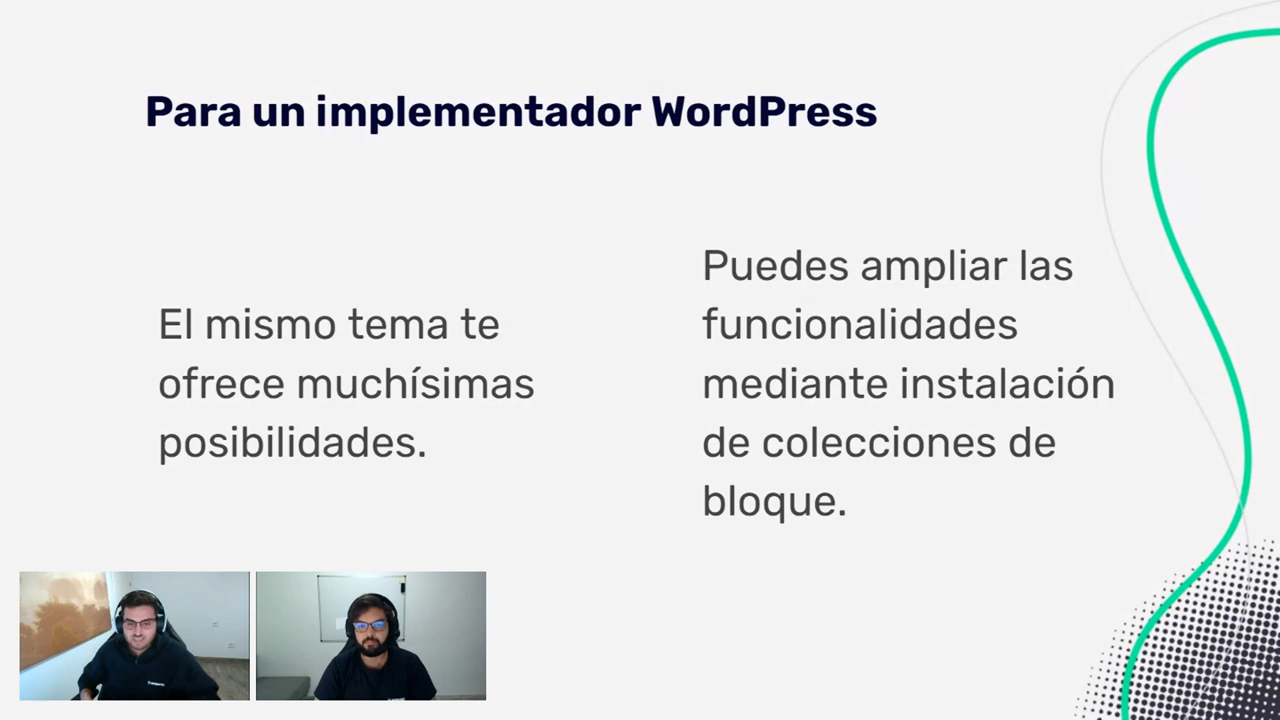 Para un implementador WordPress
El mismo tema te
ofrece muchísimas
posibilidades.
Puedes ampliar las
funcionalidades
mediante instalación
de colecciones de
bloque.